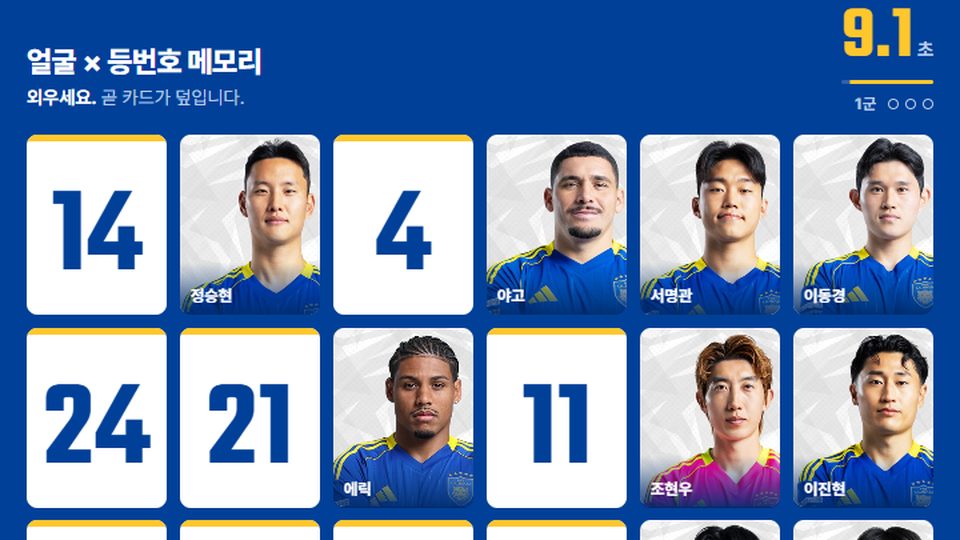 9.1초
얼굴 × 등번호 메모리
외우세요. 곧 카드가 덮입니다.
1군
14
정승현
4
야고
서명관
이동경
24
21
에릭
11
조현우
이진현